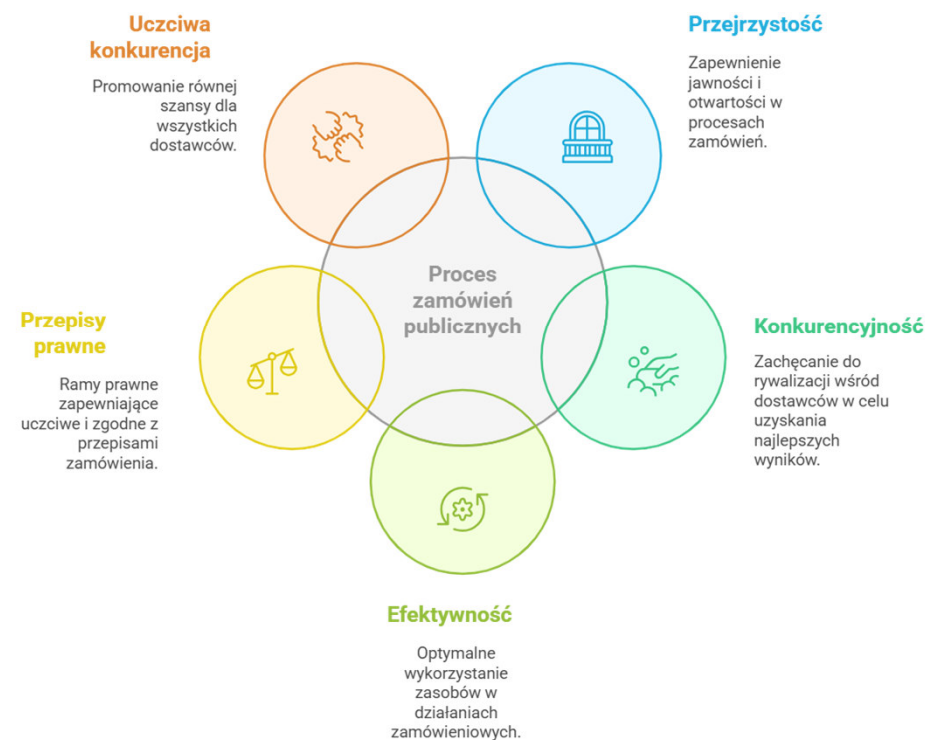 Uczciwa
konkurencja
Promowanie równej
szansy dla
wszystkich
dostawców.
Przejrzystość
Zapewnienie
jawności i
otwartości w
procesach
zamówień.
Proces
zamówień
publicznych
Przepisy
prawne
Ramy prawne
zapewniające
uczciwe i zgodne z
przepisami
zamówienia.
Konkurencyjność
Zachęcanie do
rywalizacji wśród
dostawców w celu
uzyskania
najlepszych
wyników.
Efektywność
Optymalne
wykorzystanie
zasobów w
działaniach
zamówieniowych.